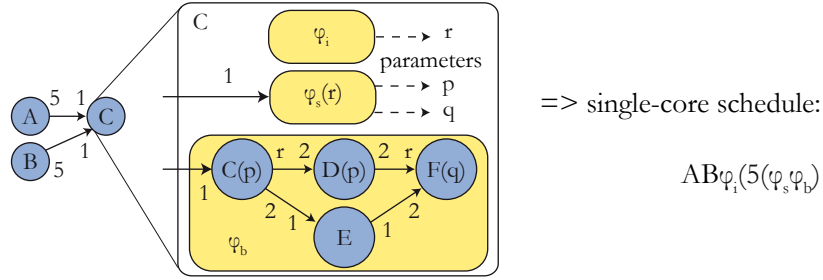 C
φi r
parameters
1
φs(r) p
q
5 1
A C
B 1
5
=> single-core schedule:
ABφi(5(φsφb)
r 2 2 r
C(p) D(p) F(q)
1
2 1 1 2
E
φb